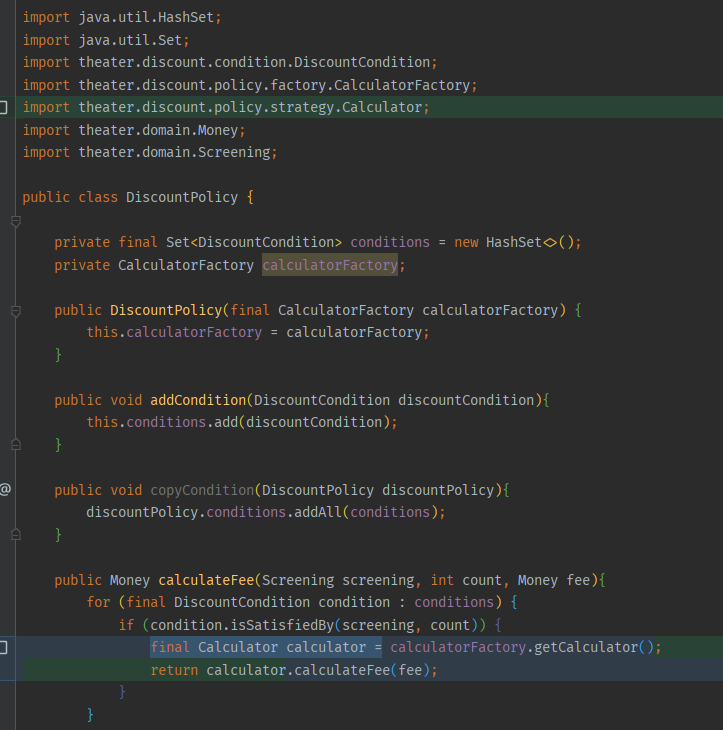 import java.util.HashSet;
import java.util.Set;
import theater.discount.condition.DiscountCondition;
import theater.discount.policy.factory.CalculatorFactory;
import theater.discount.policy.strategy.Calculator;
import theater.domain.Money;
import theater.domain.Screening;
public class DiscountPolicy {
private final Set<DiscountCondition> conditions = new HashSet<>();
private CalculatorFactory calculatorFactory;
public DiscountPolicy(final CalculatorFactory calculatorFactory) {
this.calculatorFactory = calculatorFactory;
}
public void addCondition(DiscountCondition discountCondition){
this.conditions.add(discountCondition);
}
@ public void copyCondition(DiscountPolicy discountPolicy){
discountPolicy.conditions.addAll(conditions);
}
public Money calculateFee(Screening screening, int count, Money fee){
for (final DiscountCondition condition : conditions) {
if (condition.isSatisfiedBy(screening, count)) {
final Calculator calculator = calculatorFactory.getCalculator();
return calculator.calculateFee(fee);
}
}